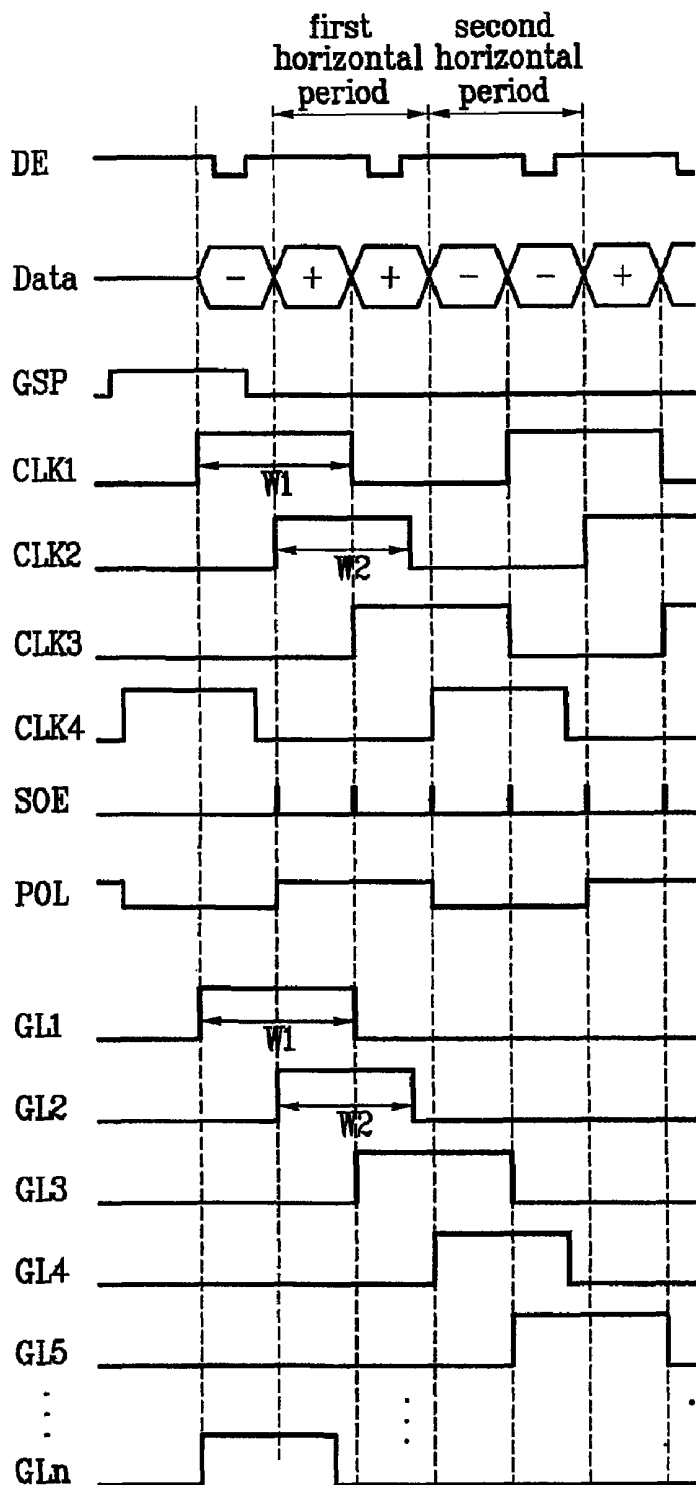 first second
horizontal horizontal
period period
DE
Data - + + - - +
GSP
CLK1
W1
CLK2
W2
CLK3
CLK4
SOE
POL
GL1
W1
GL2
W2
GL3
GL4
GL5
GLn